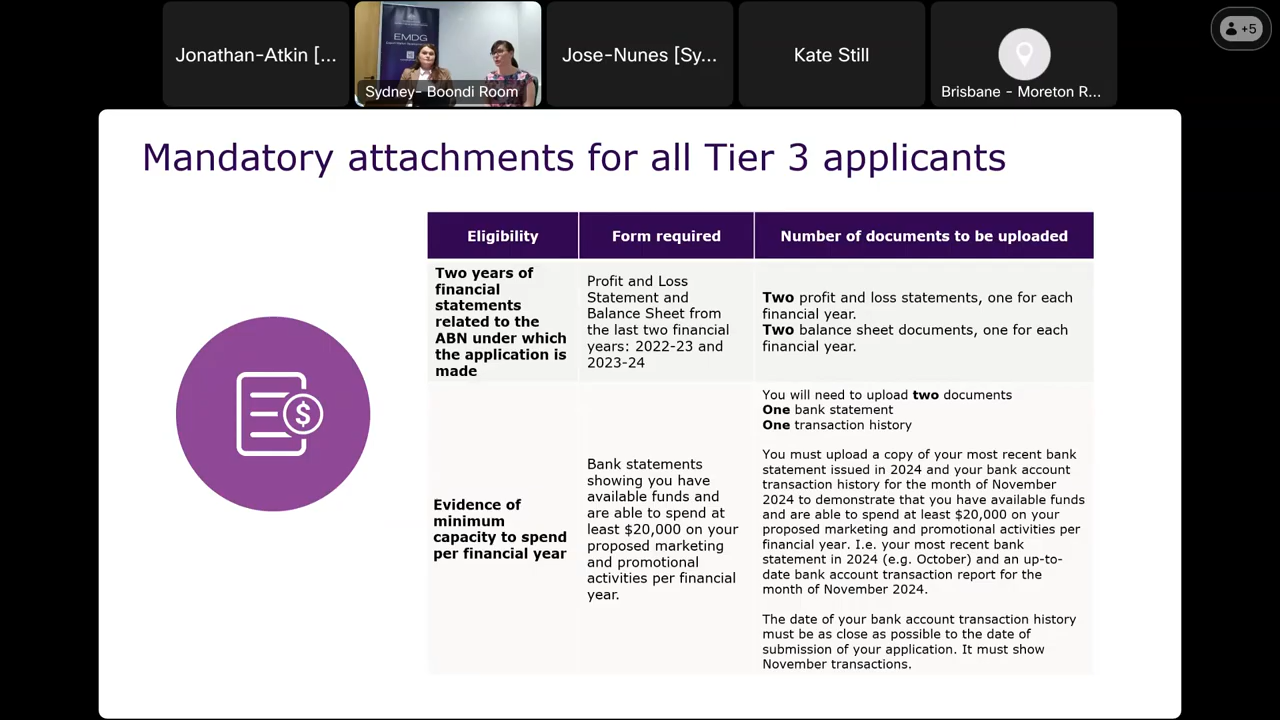 Jonathan-Atkin [...
EMDG
Sydney- Boondi Room
Jose-Nunes [Sy...
Kate Still
Brisbane - Moreton R...
+5
Mandatory attachments for all Tier 3 applicants
Eligibility
Form required
Number of documents to be uploaded
Two years of
financial
statements
related to the
ABN under which
the application is
made
Profit and Loss
Statement and
Balance Sheet from
the last two financial
years: 2022-23 and
2023-24
Two profit and loss statements, one for each
financial year.
Two balance sheet documents, one for each
financial year.
Evidence of
minimum
capacity to spend
per financial year
Bank statements
showing you have
available funds and
are able to spend at
least $20,000 on your
proposed marketing
and promotional
activities per financial
year.
You will need to upload two documents
One bank statement
One transaction history
You must upload a copy of your most recent bank
statement issued in 2024 and your bank account
transaction history for the month of November
2024 to demonstrate that you have available funds
and are able to spend at least $20,000 on your
proposed marketing and promotional activities per
financial year. I.e. your most recent bank
statement in 2024 (e.g. October) and an up-to-
date bank account transaction report for the
month of November 2024.
The date of your bank account transaction history
must be as close as possible to the date of
submission of your application. It must show
November transactions.
$